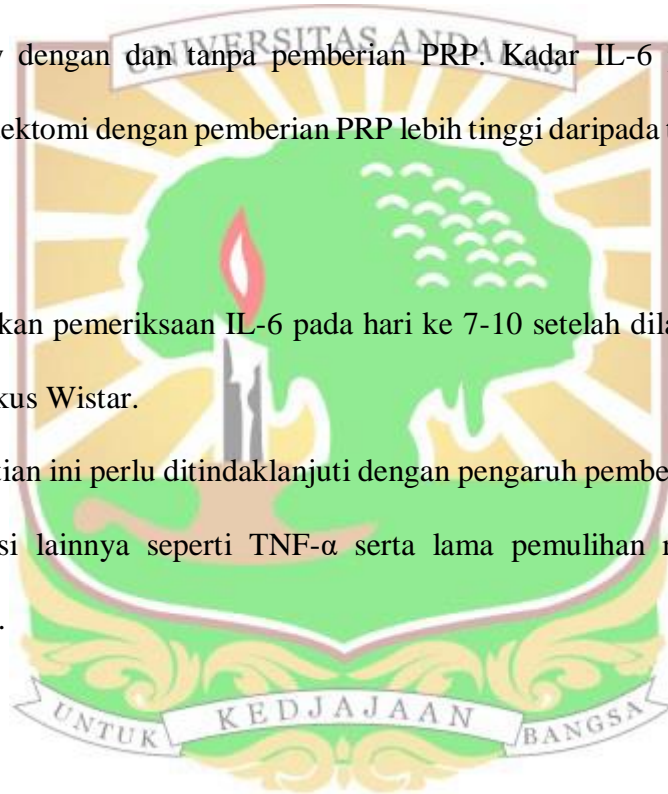 UNIVERSITAS ANDALAS
dengan dan tanpa pemberian PRP. Kadar IL-6
ektomi dengan pemberian PRP lebih tinggi daripada
kan pemeriksaan IL-6 pada hari ke 7-10 setelah dila
kus Wistar.
tian ini perlu ditindaklanjuti dengan pengaruh pembe
si lainnya seperti TNF-α serta lama pemulihan
.
UNTUK KEDJAJAAN BANGSA